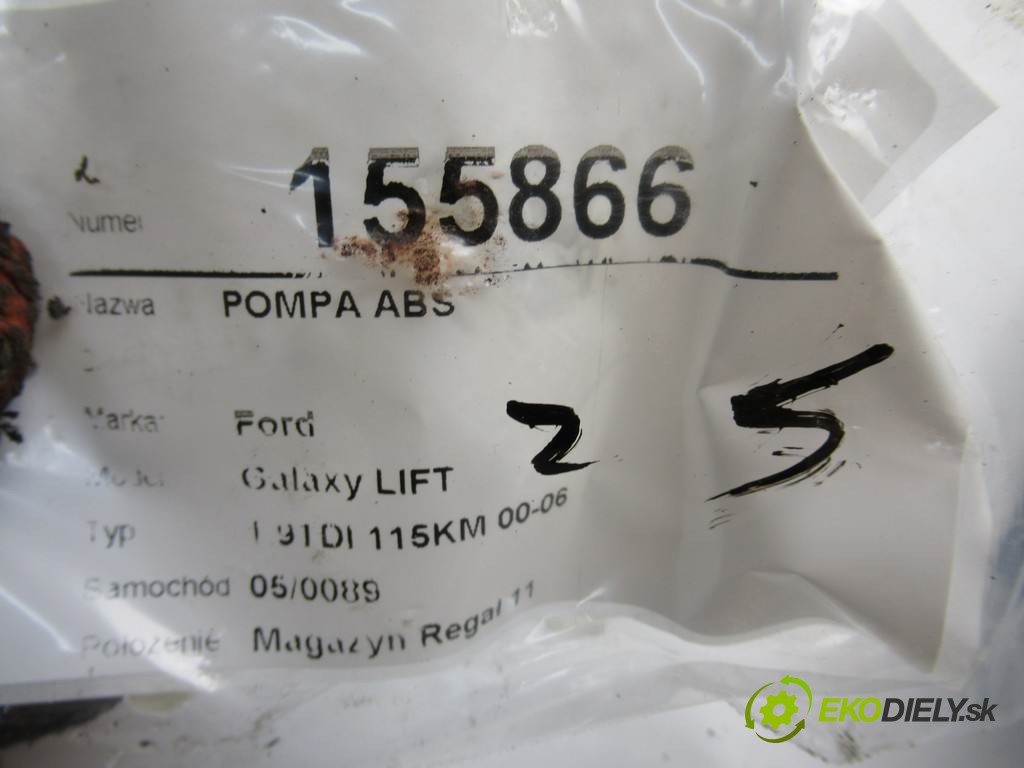 Numer 155866
Nazwa POMPA ABS
Marka: Ford
Model Galaxy LIFT
Typ 1.9TDI 115KM 00-06
Samochód 05/0089
Położenie Magazyn Regał 11
2 5
EKODIELY.sk